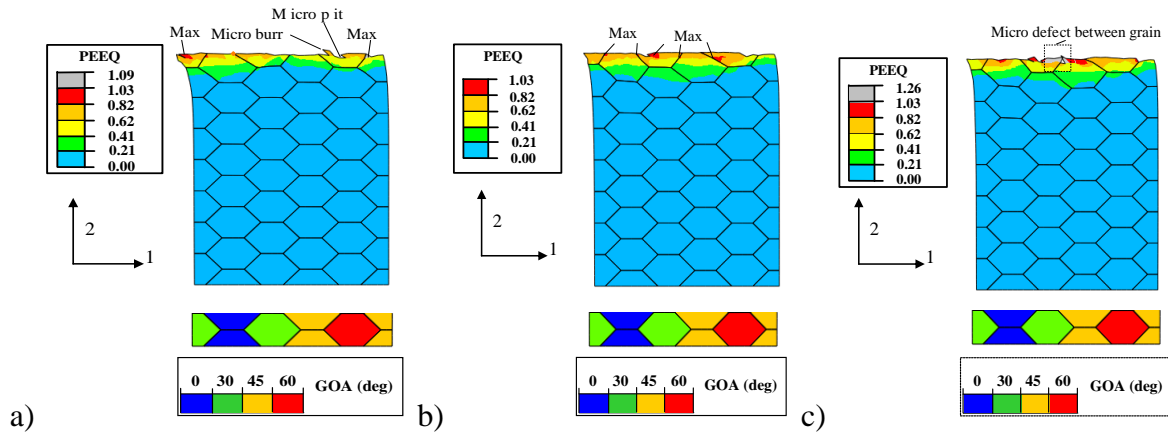 M icro p it
Max
Micro burr
Max
PEEQ
1.09
1.03
0.82
0.62
0.41
0.21
0.00
2
1
0 30 45 60 GOA (deg)
a)
Max
Max
PEEQ
1.03
0.82
0.62
0.41
0.21
0.00
2
1
0 30 45 60 GOA (deg)
b)
Micro defect between grain
PEEQ
1.26
1.03
0.82
0.62
0.41
0.21
0.00
2
1
0 30 45 60 GOA (deg)
c)